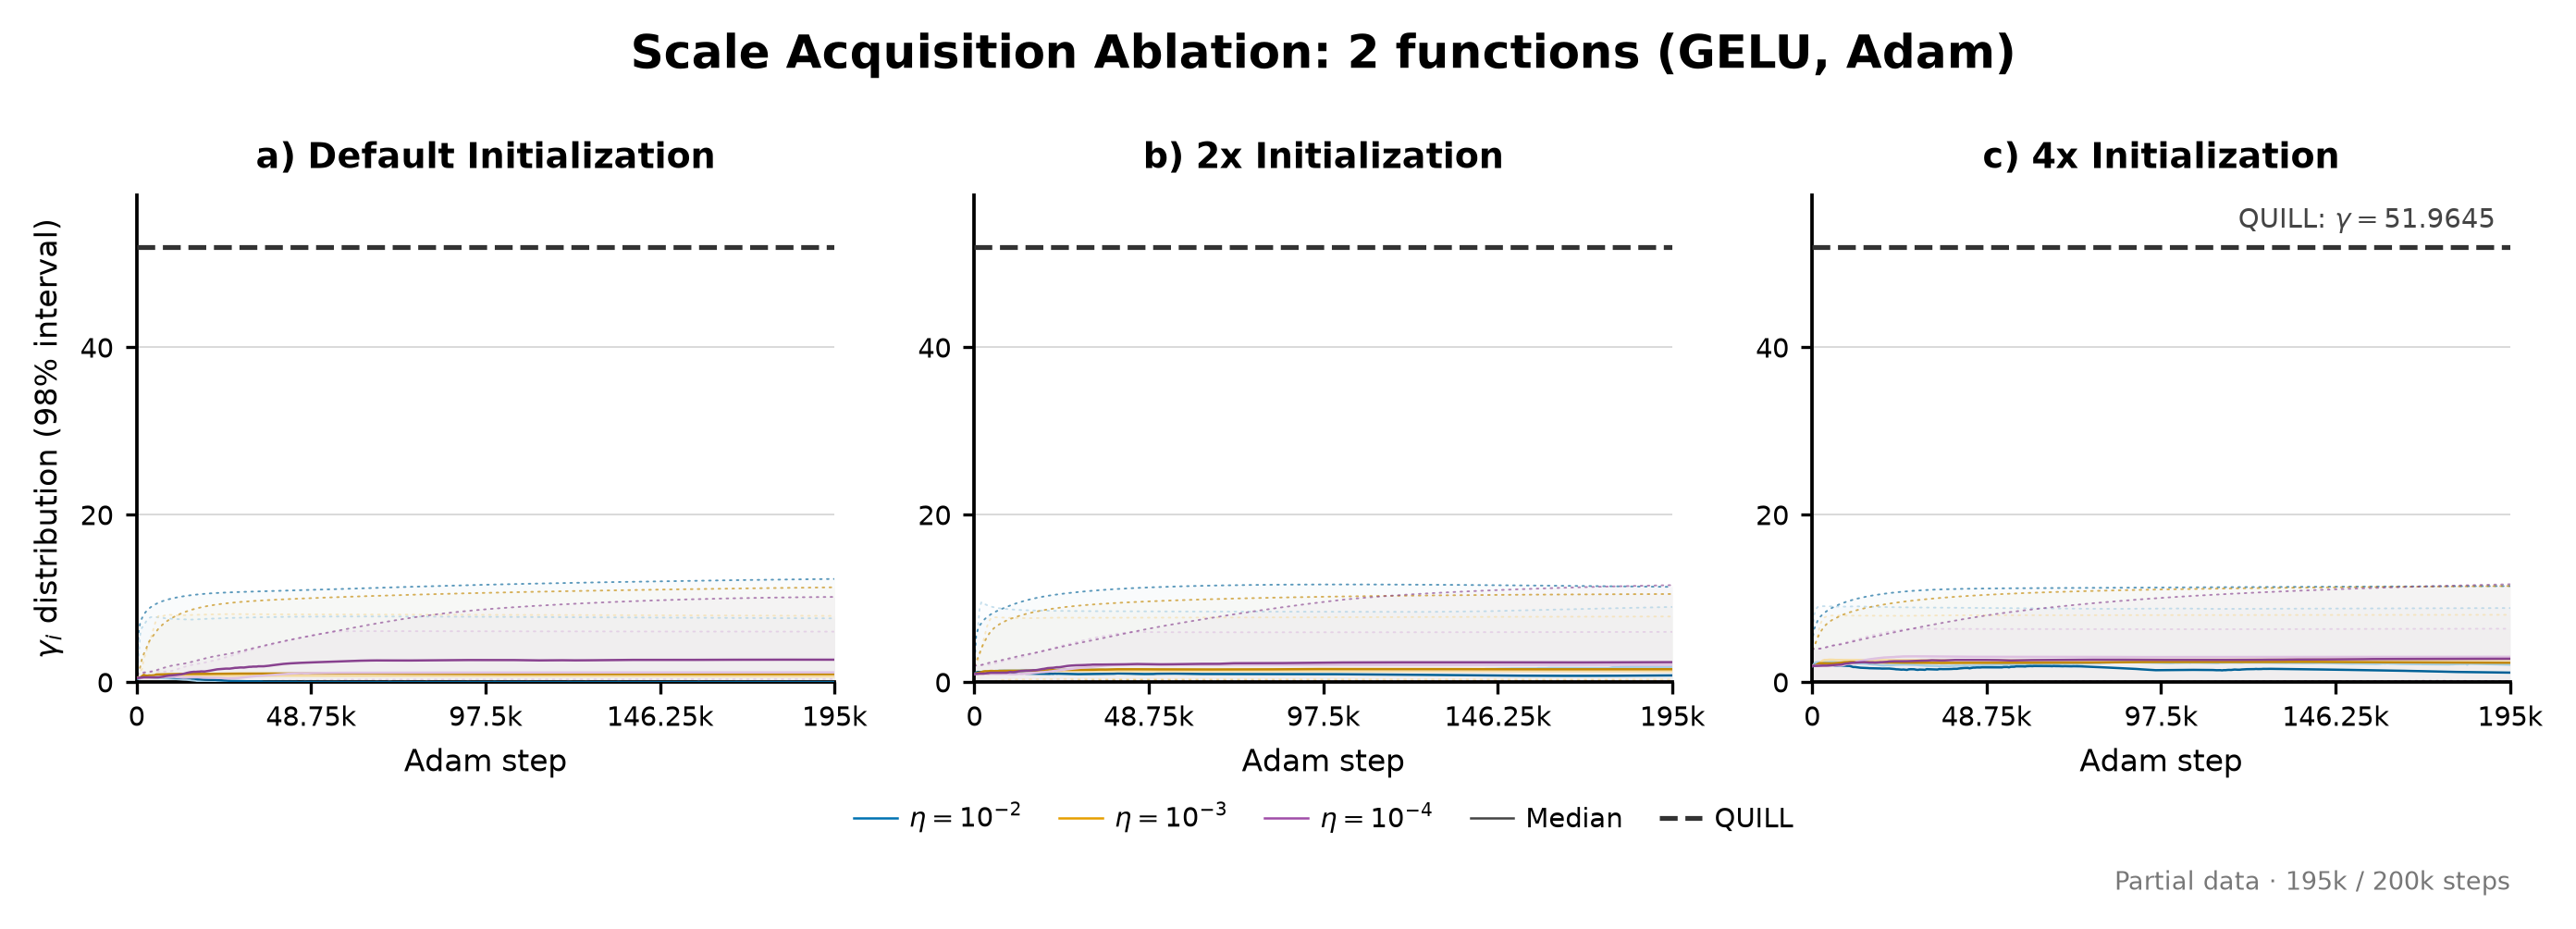 Scale Acquisition Ablation: 2 functions (GELU, Adam)
a) Default Initialization
b) 2x Initialization
c) 4x Initialization
γᵢ distribution (98% interval)
QUILL: γ = 51.9645
40
20
0
40
20
0
40
20
0
0 48.75k 97.5k 146.25k 195k
0 48.75k 97.5k 146.25k 195k
0 48.75k 97.5k 146.25k 195k
Adam step
Adam step
Adam step
η = 10⁻² η = 10⁻³ η = 10⁻⁴ Median QUILL
Partial data · 195k / 200k steps